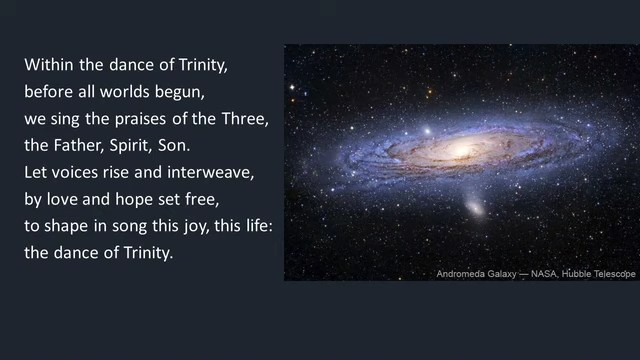 Within the dance of Trinity,
before all worlds begun,
we sing the praises of the Three,
the Father, Spirit, Son.
Let voices rise and interweave,
by love and hope set free,
to shape in song this joy, this life:
the dance of Trinity.
Andromeda Galaxy — NASA, Hubble Telescope